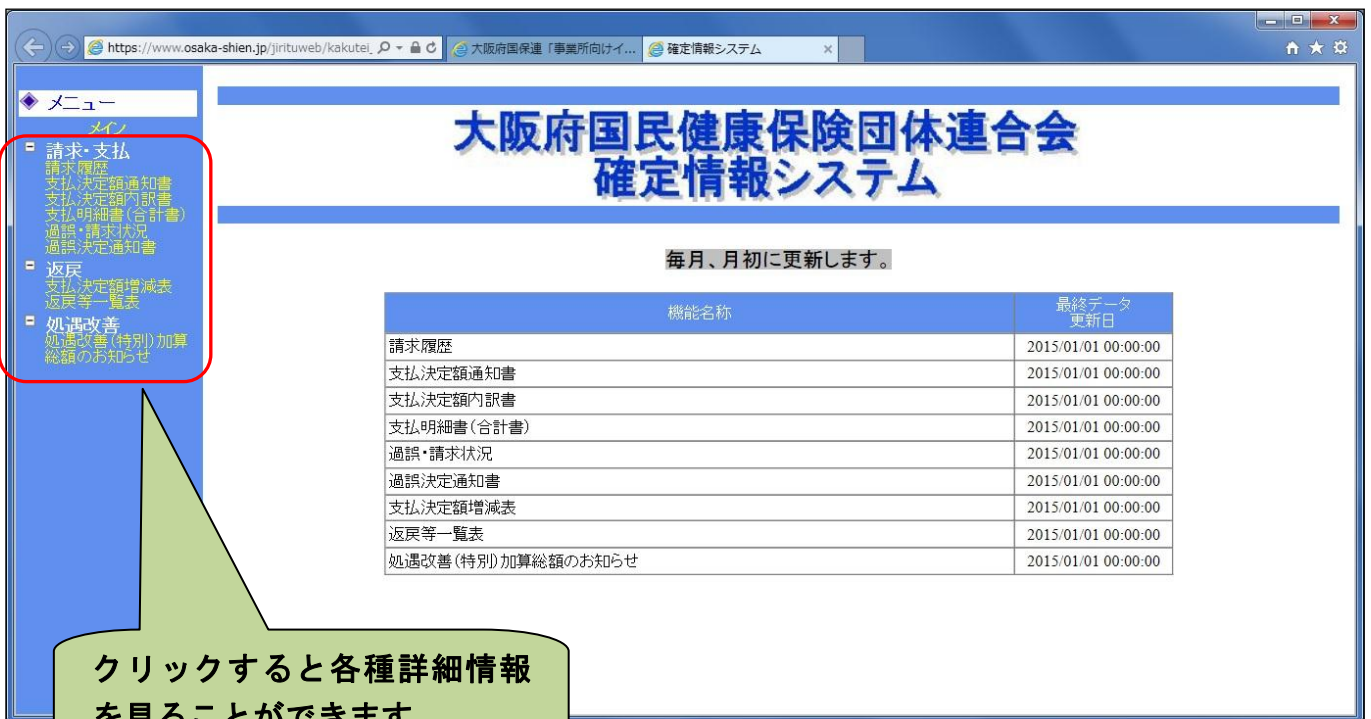 https://www.osaka-shien.jp/jirituweb/kakutei_
大阪府国保連「事業所向けイ...
確定情報システム
メニュー
メイン
請求・支払
請求履歴
支払決定額通知書
支払決定額内訳書
支払明細書(合計書)
過誤・請求状況
過誤決定通知書
返戻
支払決定額増減表
返戻等一覧表
処遇改善
処遇改善(特別)加算
総額のお知らせ
大阪府国民健康保険団体連合会
確定情報システム
毎月、月初に更新します。
機能名称 最終データ
更新日
請求履歴 2015/01/01 00:00:00
支払決定額通知書 2015/01/01 00:00:00
支払決定額内訳書 2015/01/01 00:00:00
支払明細書(合計書) 2015/01/01 00:00:00
過誤・請求状況 2015/01/01 00:00:00
過誤決定通知書 2015/01/01 00:00:00
支払決定額増減表 2015/01/01 00:00:00
返戻等一覧表 2015/01/01 00:00:00
処遇改善(特別)加算総額のお知らせ 2015/01/01 00:00:00
クリックすると各種詳細情報
を見ることができます